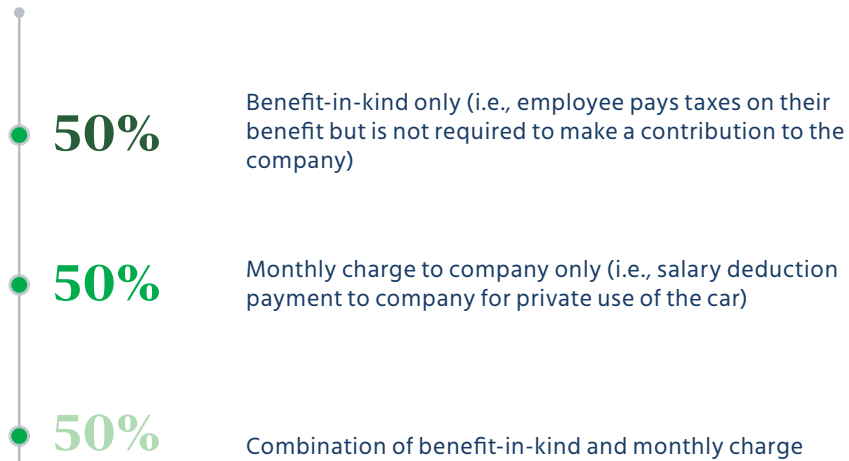 50%
Benefit-in-kind only (i.e., employee pays taxes on their
benefit but is not required to make a contribution to the
company)
50%
Monthly charge to company only (i.e., salary deduction
payment to company for private use of the car)
50%
Combination of benefit-in-kind and monthly charge